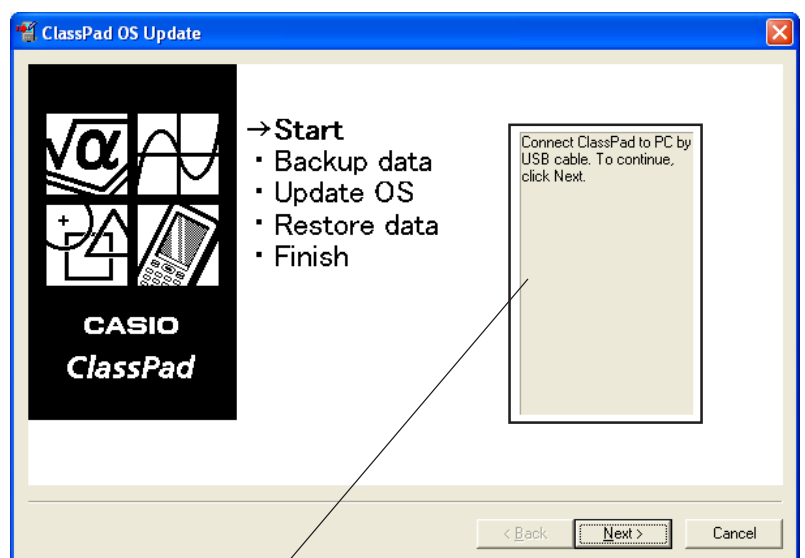 ClassPad OS Update
√α
+
CASIO
ClassPad
→Start
· Backup data
· Update OS
· Restore data
· Finish
Connect ClassPad to PC by
USB cable. To continue,
click Next.
< Back
Next >
Cancel